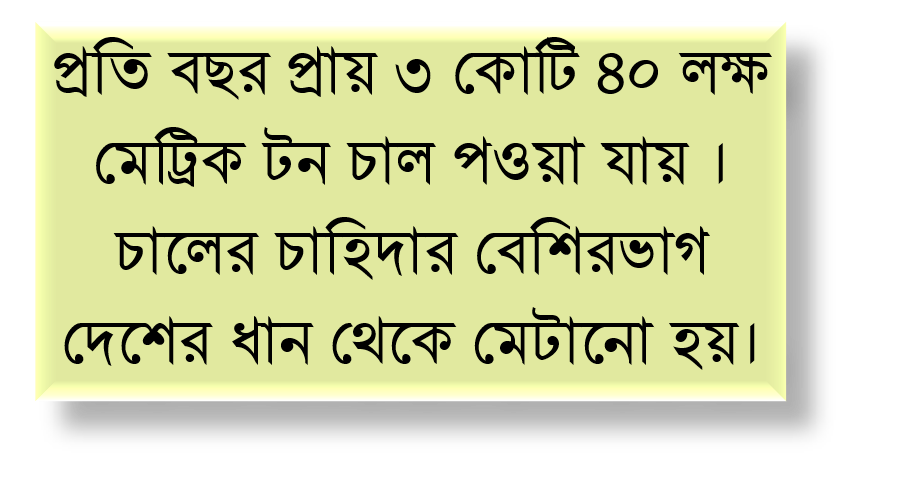 প্রতি বছর প্রায় ৩ কোটি ৪০ লক্ষ
মেট্রিক টন চাল পওয়া যায় ।
চালের চাহিদার বেশিরভাগ
দেশের ধান থেকে মেটানো হয়।